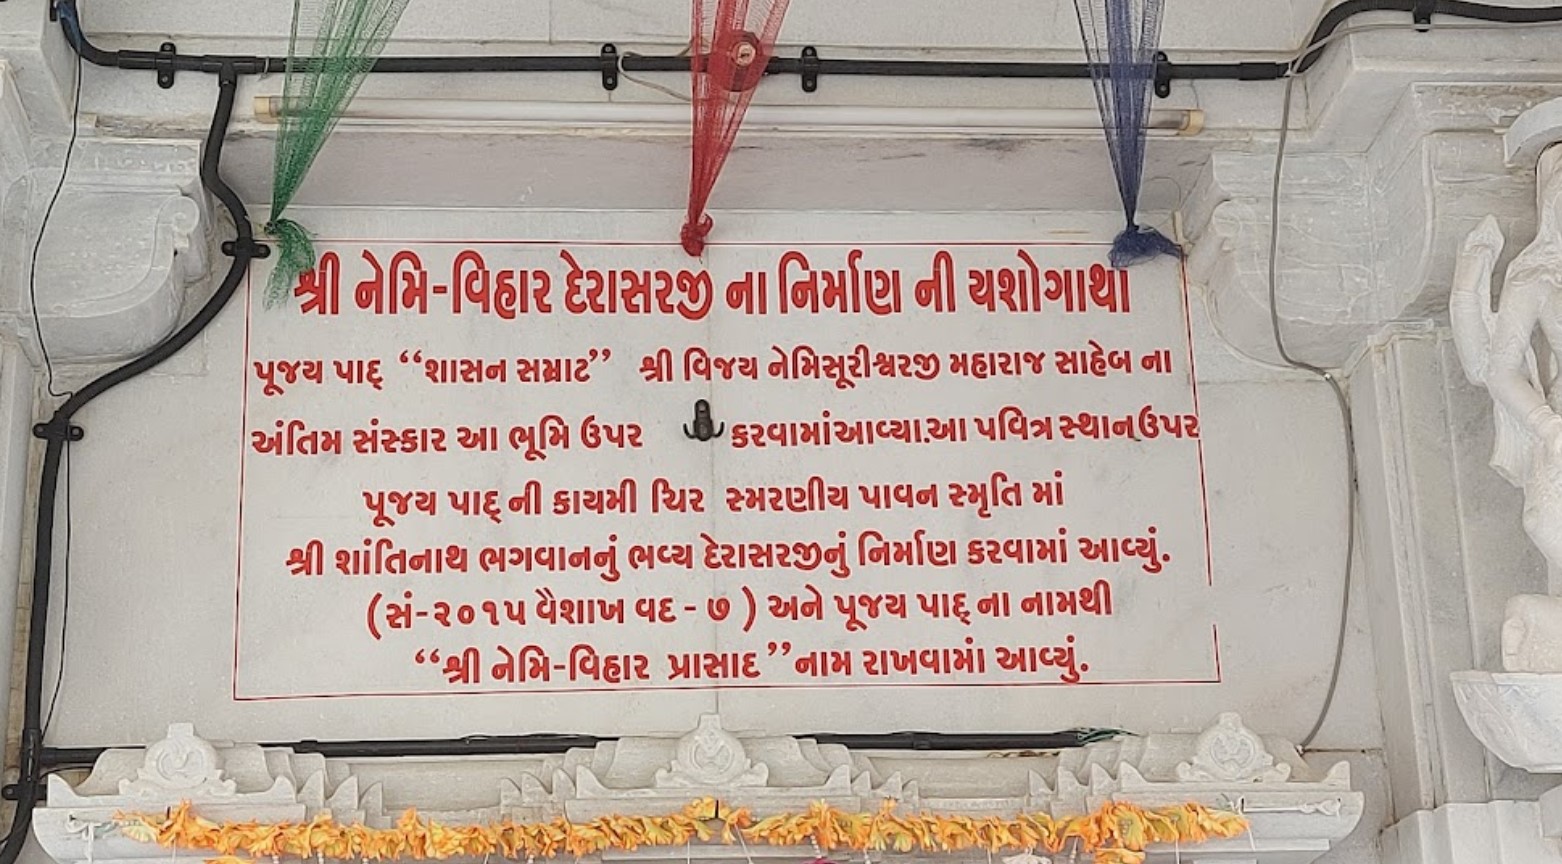 શ્રી નેમિ-વિહાર દેરાસરજી ના નિર્માણ ની યશોગાથા
પૂજય પાદ્ “શાસન સમ્રાટ” શ્રી વિજય નેમિસૂરીશ્વરજી મહારાજ સાહેબ ના
અંતિમ સંસ્કાર આ ભૂમિ ઉપર કરવામાંઆવ્યા.આ પવિત્ર સ્થાનઉપર
પૂજય પાદ્ ની કાયમી ચિર સ્મરણીય પાવન સ્મૃતિ માં
શ્રી શાંતિનાથ ભગવાનનું ભવ્ય દેરાસરજીનું નિર્માણ કરવામાં આવ્યું.
(સં-૨૦૧૫ વૈશાખ વદ - ૭ ) અને પૂજય પાદ્ ના નામથી
“શ્રી નેમિ-વિહાર પ્રાસાદ ”નામ રાખવામાં આવ્યું.